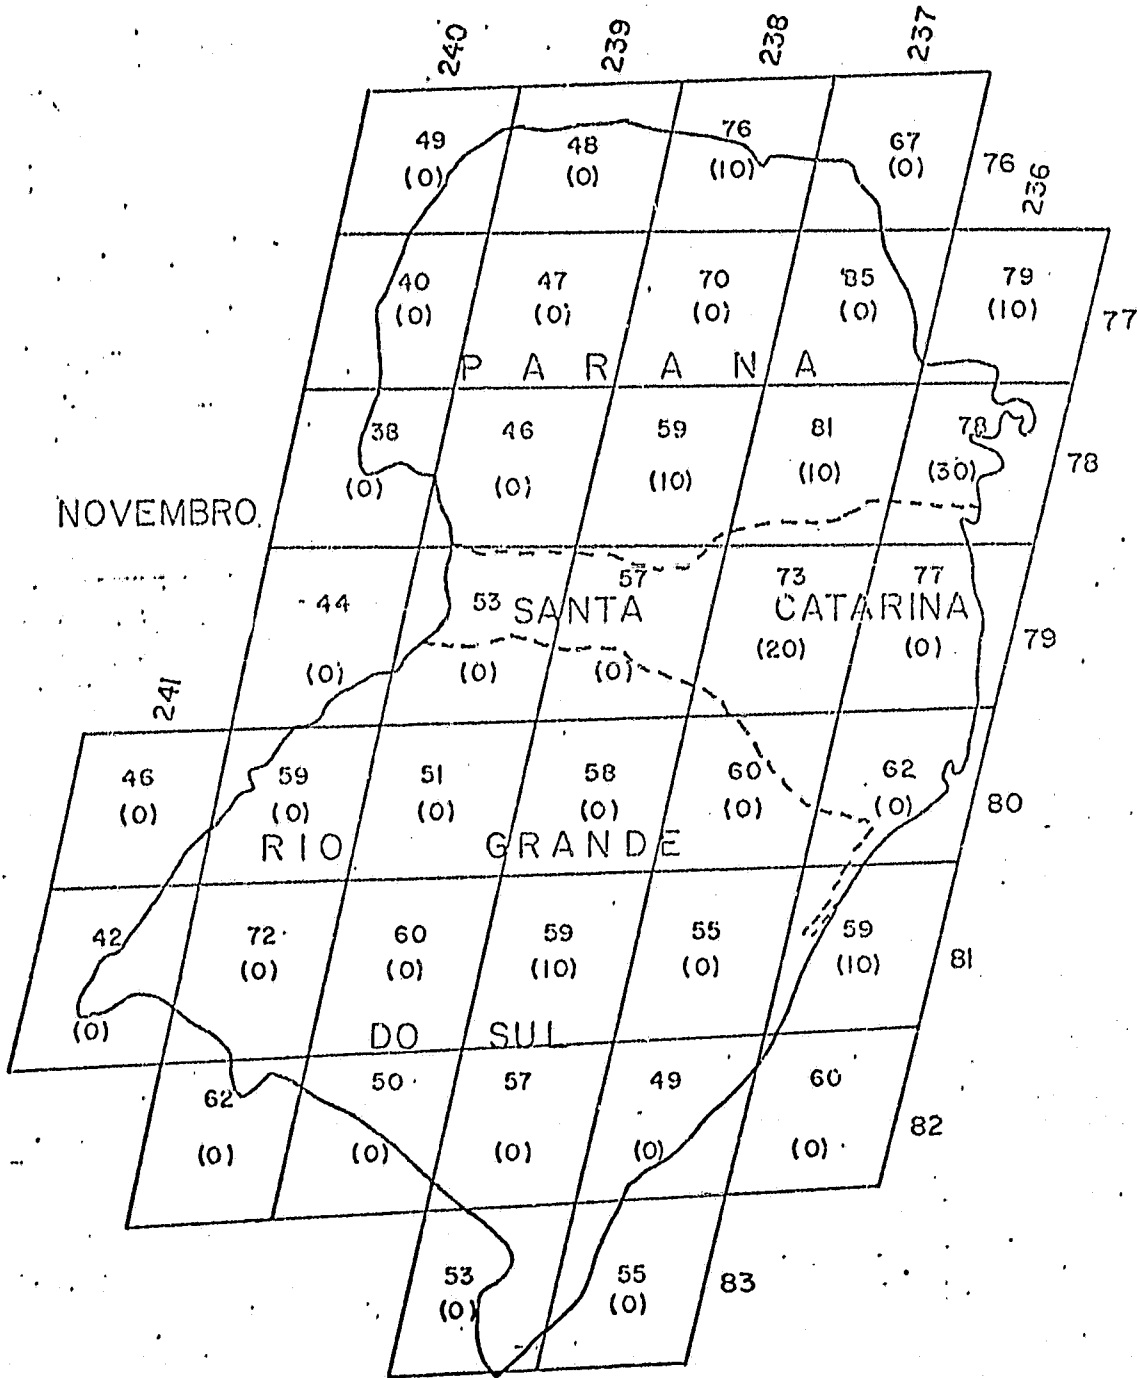 240 239 238 237
49 48 76 67
(0) (0) (10) (0)
76
236
40 47 70 85 79
(0) (0) (0) (0) (10)
77
PARANA
38 46 59 81 78
(0) (0) (10) (10) (30)
78
NOVEMBRO
44 53 57 73 77
SANTA CATARINA
(0) (0) (0) (20) (0)
79
241
46 59 51 58 60 62
(0) (0) (0) (0) (0) (0)
80
RIO GRANDE
42 72 60 59 55 59
(0) (0) (0) (10) (0) (10)
81
DO SUL
62 50 57 49 60
(0) (0) (0) (0) (0)
82
53 55
(0) (0)
83